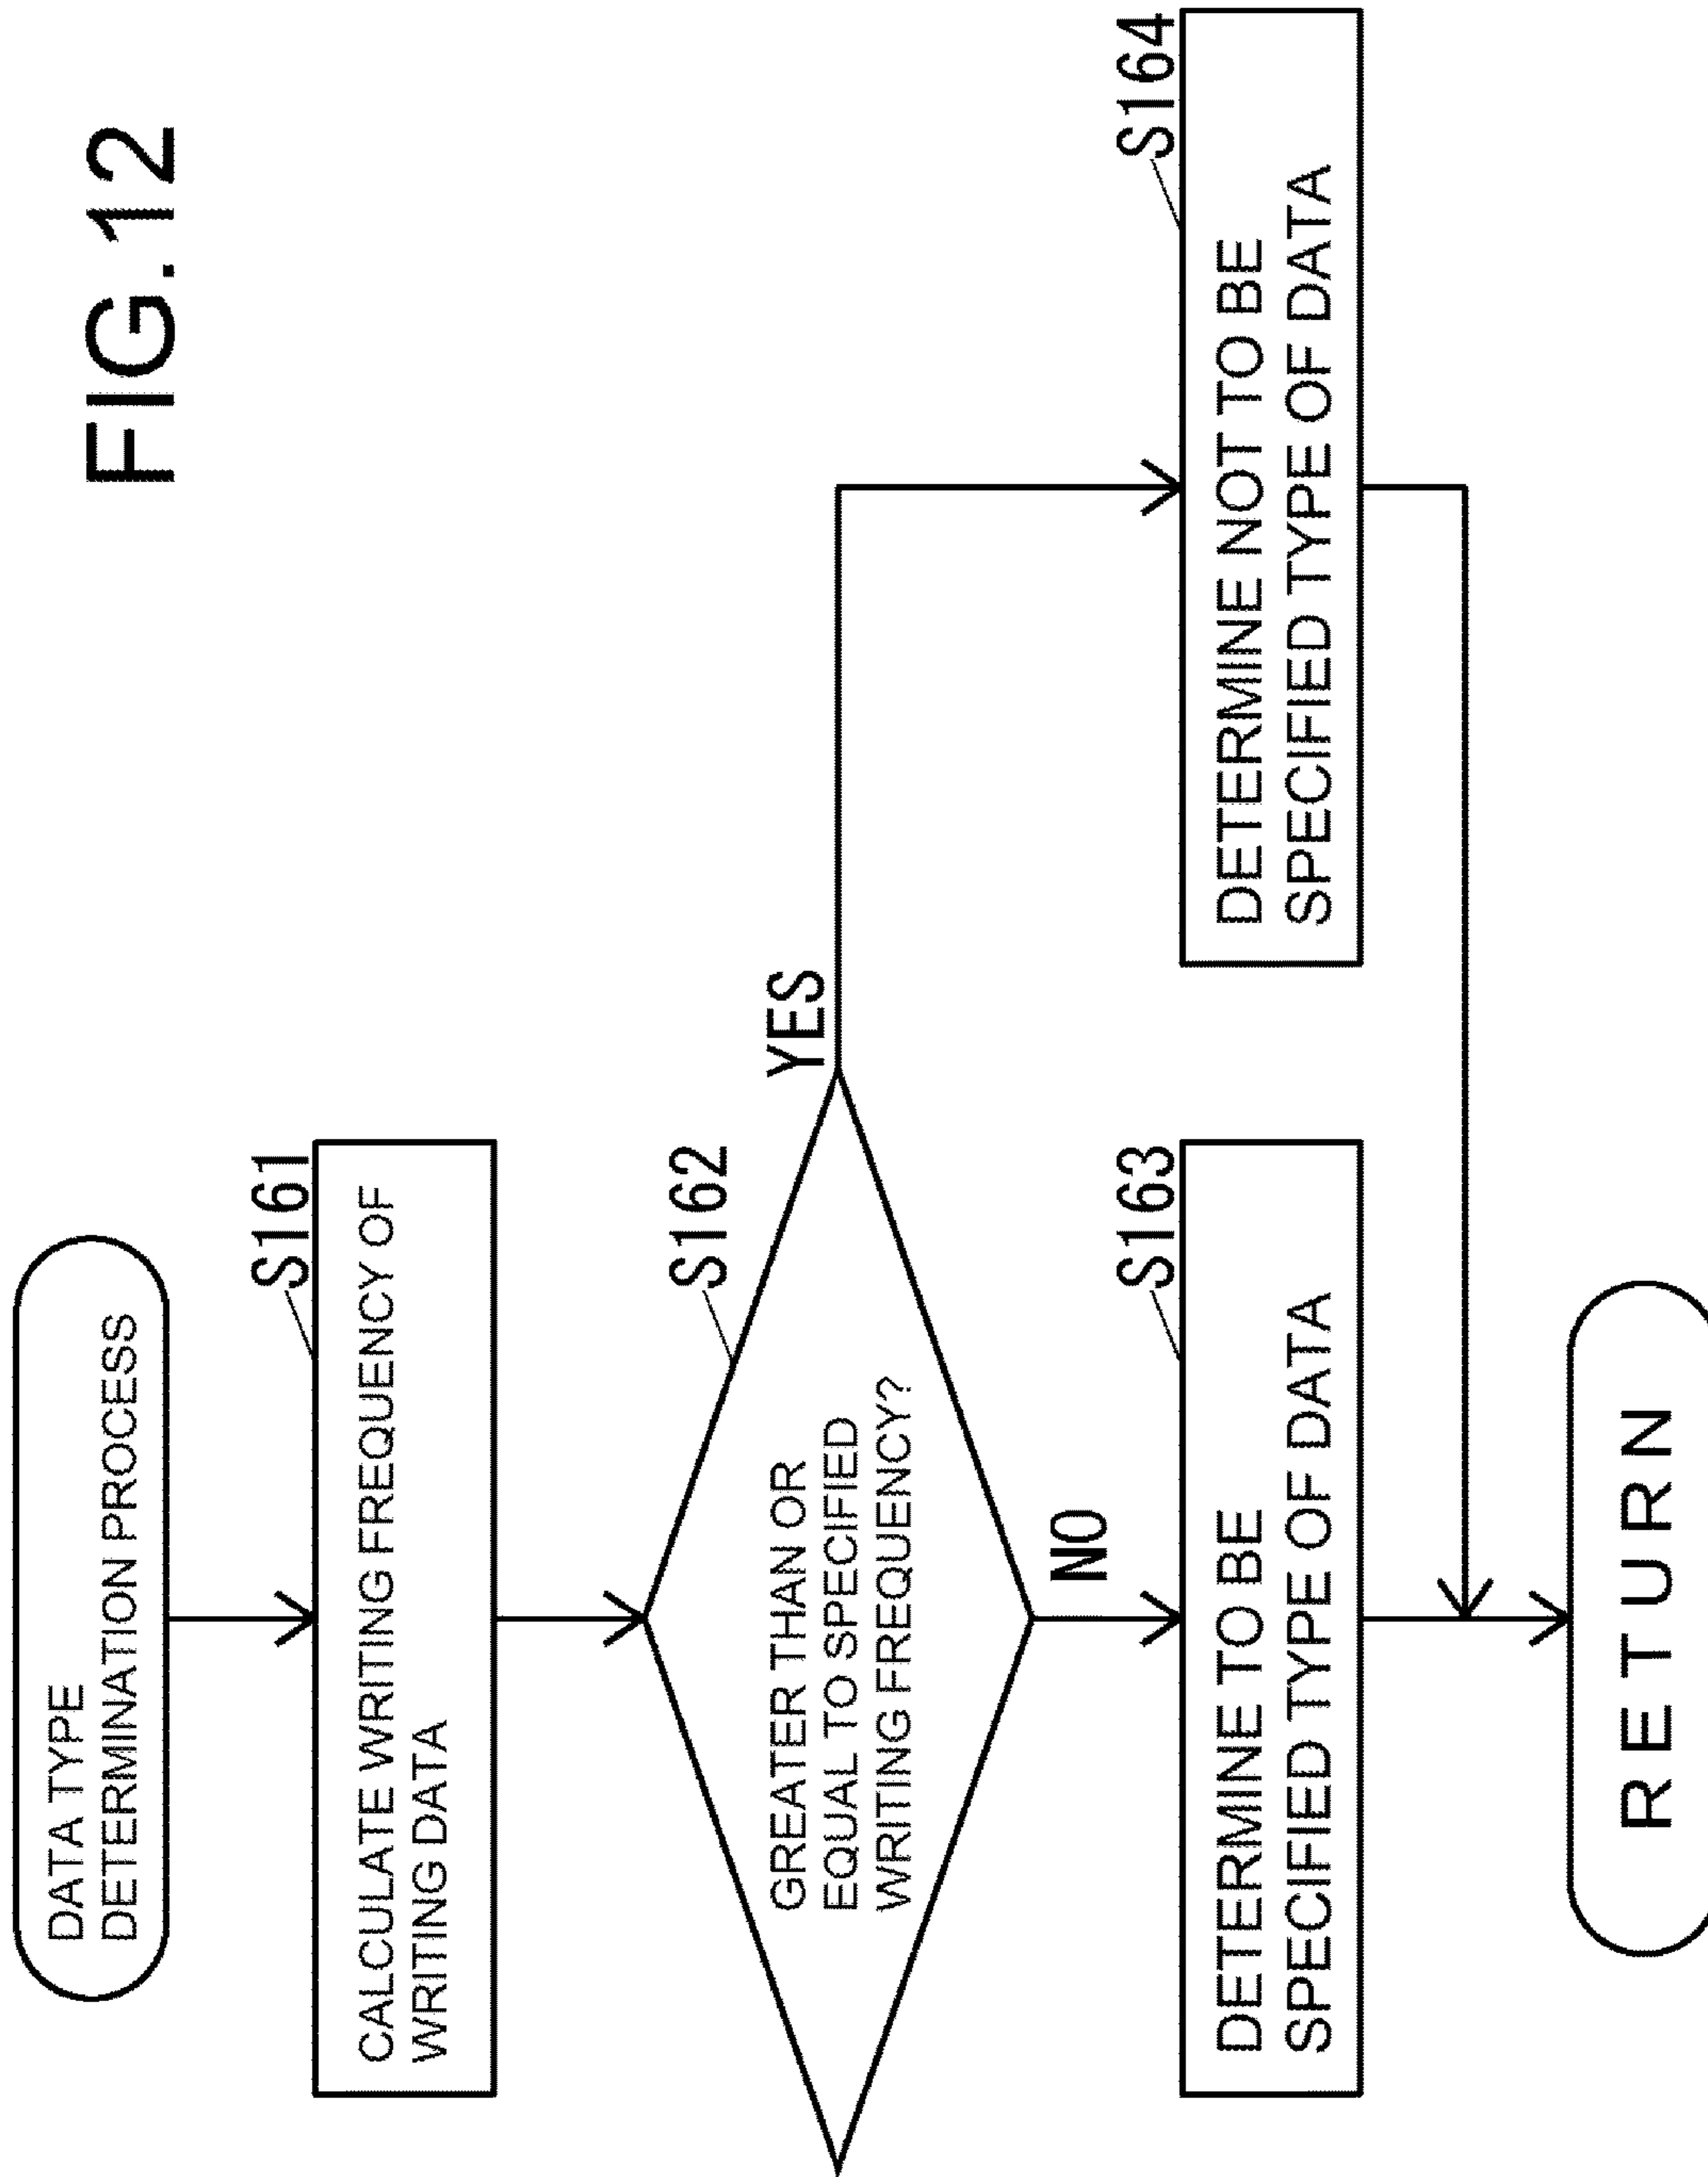 FIG.12
DATA TYPE
DETERMINATION PROCESS
S161
CALCULATE WRITING FREQUENCY OF
WRITING DATA
S162
GREATER THAN OR
EQUAL TO SPECIFIED
WRITING FREQUENCY?
YES
NO
S163
DETERMINE TO BE
SPECIFIED TYPE OF DATA
S164
DETERMINE NOT TO BE
SPECIFIED TYPE OF DATA
RETURN